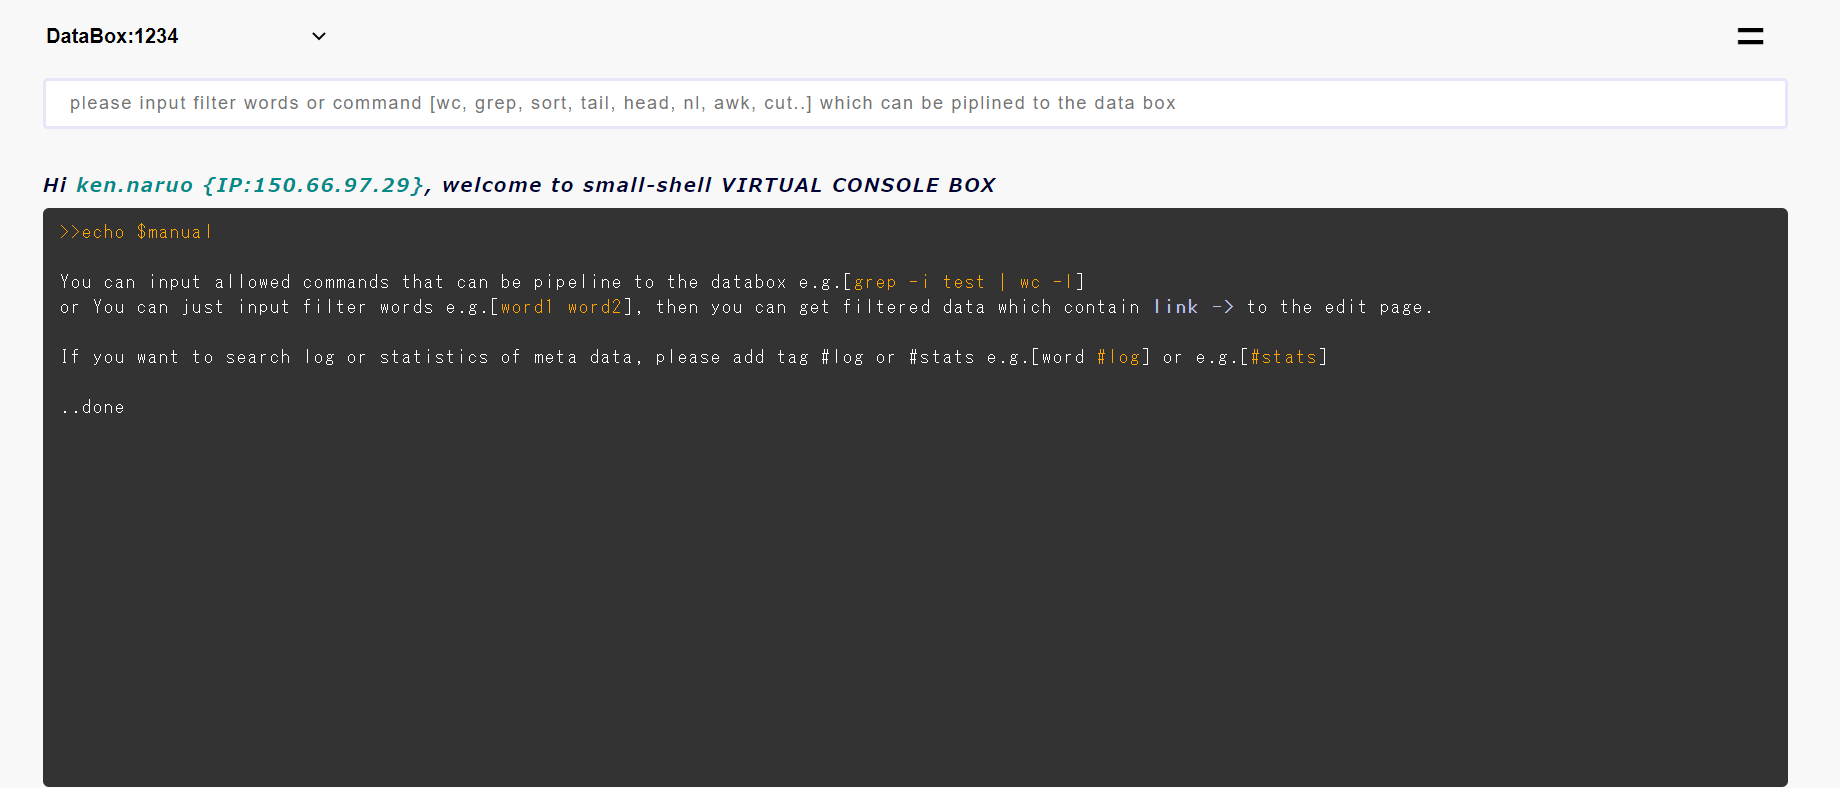 DataBox:1234
please input filter words or command [wc, grep, sort, tail, head, nl, awk, cut..] which can be piplined to the data box
Hi ken.naruo {IP:150.66.97.29}, welcome to small-shell VIRTUAL CONSOLE BOX
>>echo $manual
You can input allowed commands that can be pipeline to the databox e.g.[grep -i test | wc -l]
or You can just input filter words e.g.[word1 word2], then you can get filtered data which contain link -> to the edit page.
If you want to search log or statistics of meta data, please add tag #log or #stats e.g.[word #log] or e.g.[#stats]
..done